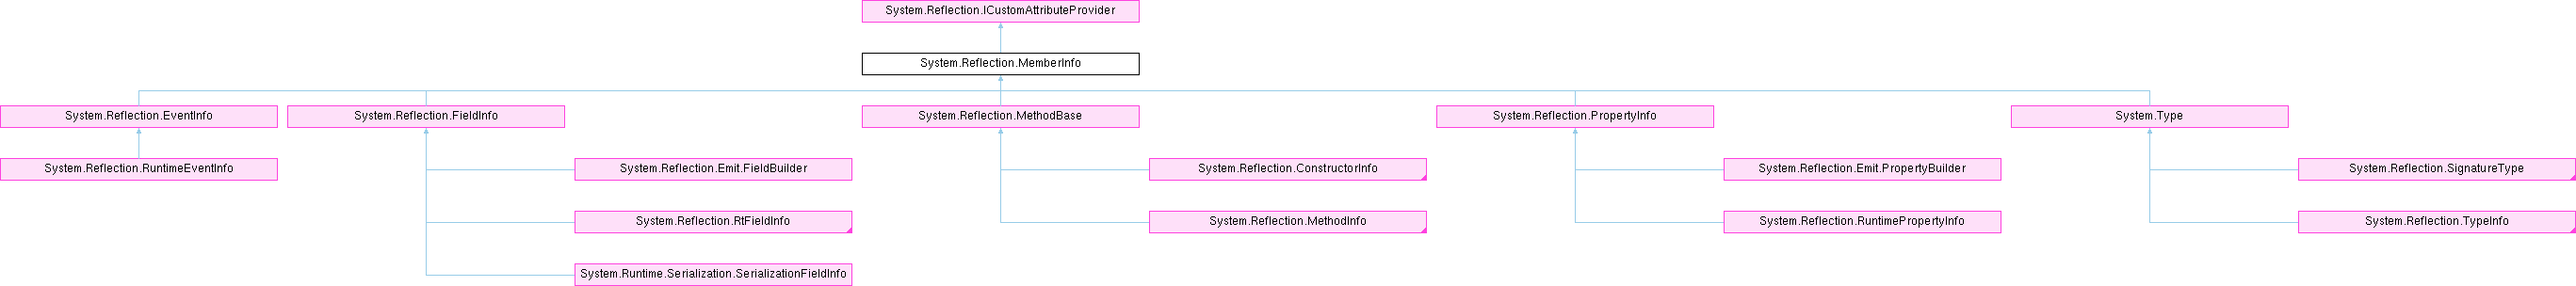 System.Reflection.ICustomAttributeProvider
System.Reflection.MemberInfo
System.Reflection.EventInfo
System.Reflection.FieldInfo
System.Reflection.MethodBase
System.Reflection.PropertyInfo
System.Type
System.Reflection.RuntimeEventInfo
System.Reflection.Emit.FieldBuilder
System.Reflection.ConstructorInfo
System.Reflection.Emit.PropertyBuilder
System.Reflection.SignatureType
System.Reflection.RtFieldInfo
System.Reflection.MethodInfo
System.Reflection.RuntimePropertyInfo
System.Reflection.TypeInfo
System.Runtime.Serialization.SerializationFieldInfo